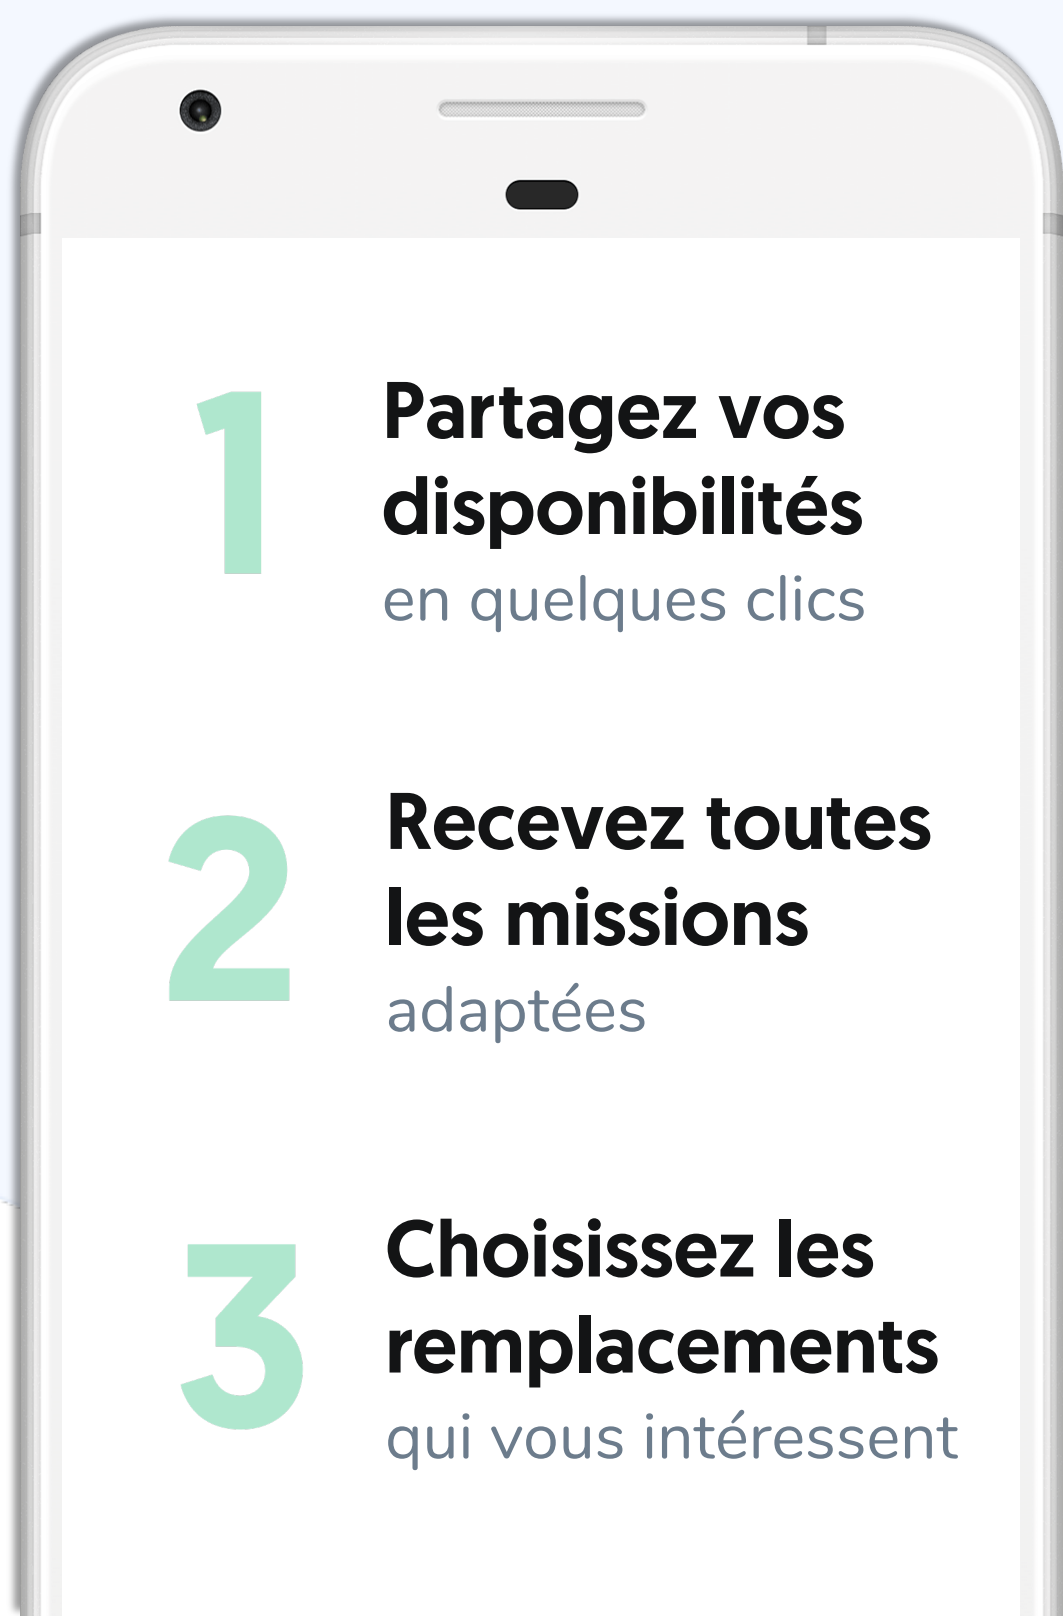 1
Partagez vos
disponibilités
en quelques clics
2
Recevez toutes
les missions
adaptées
3
Choisissez les
remplacements
qui vous intéressent